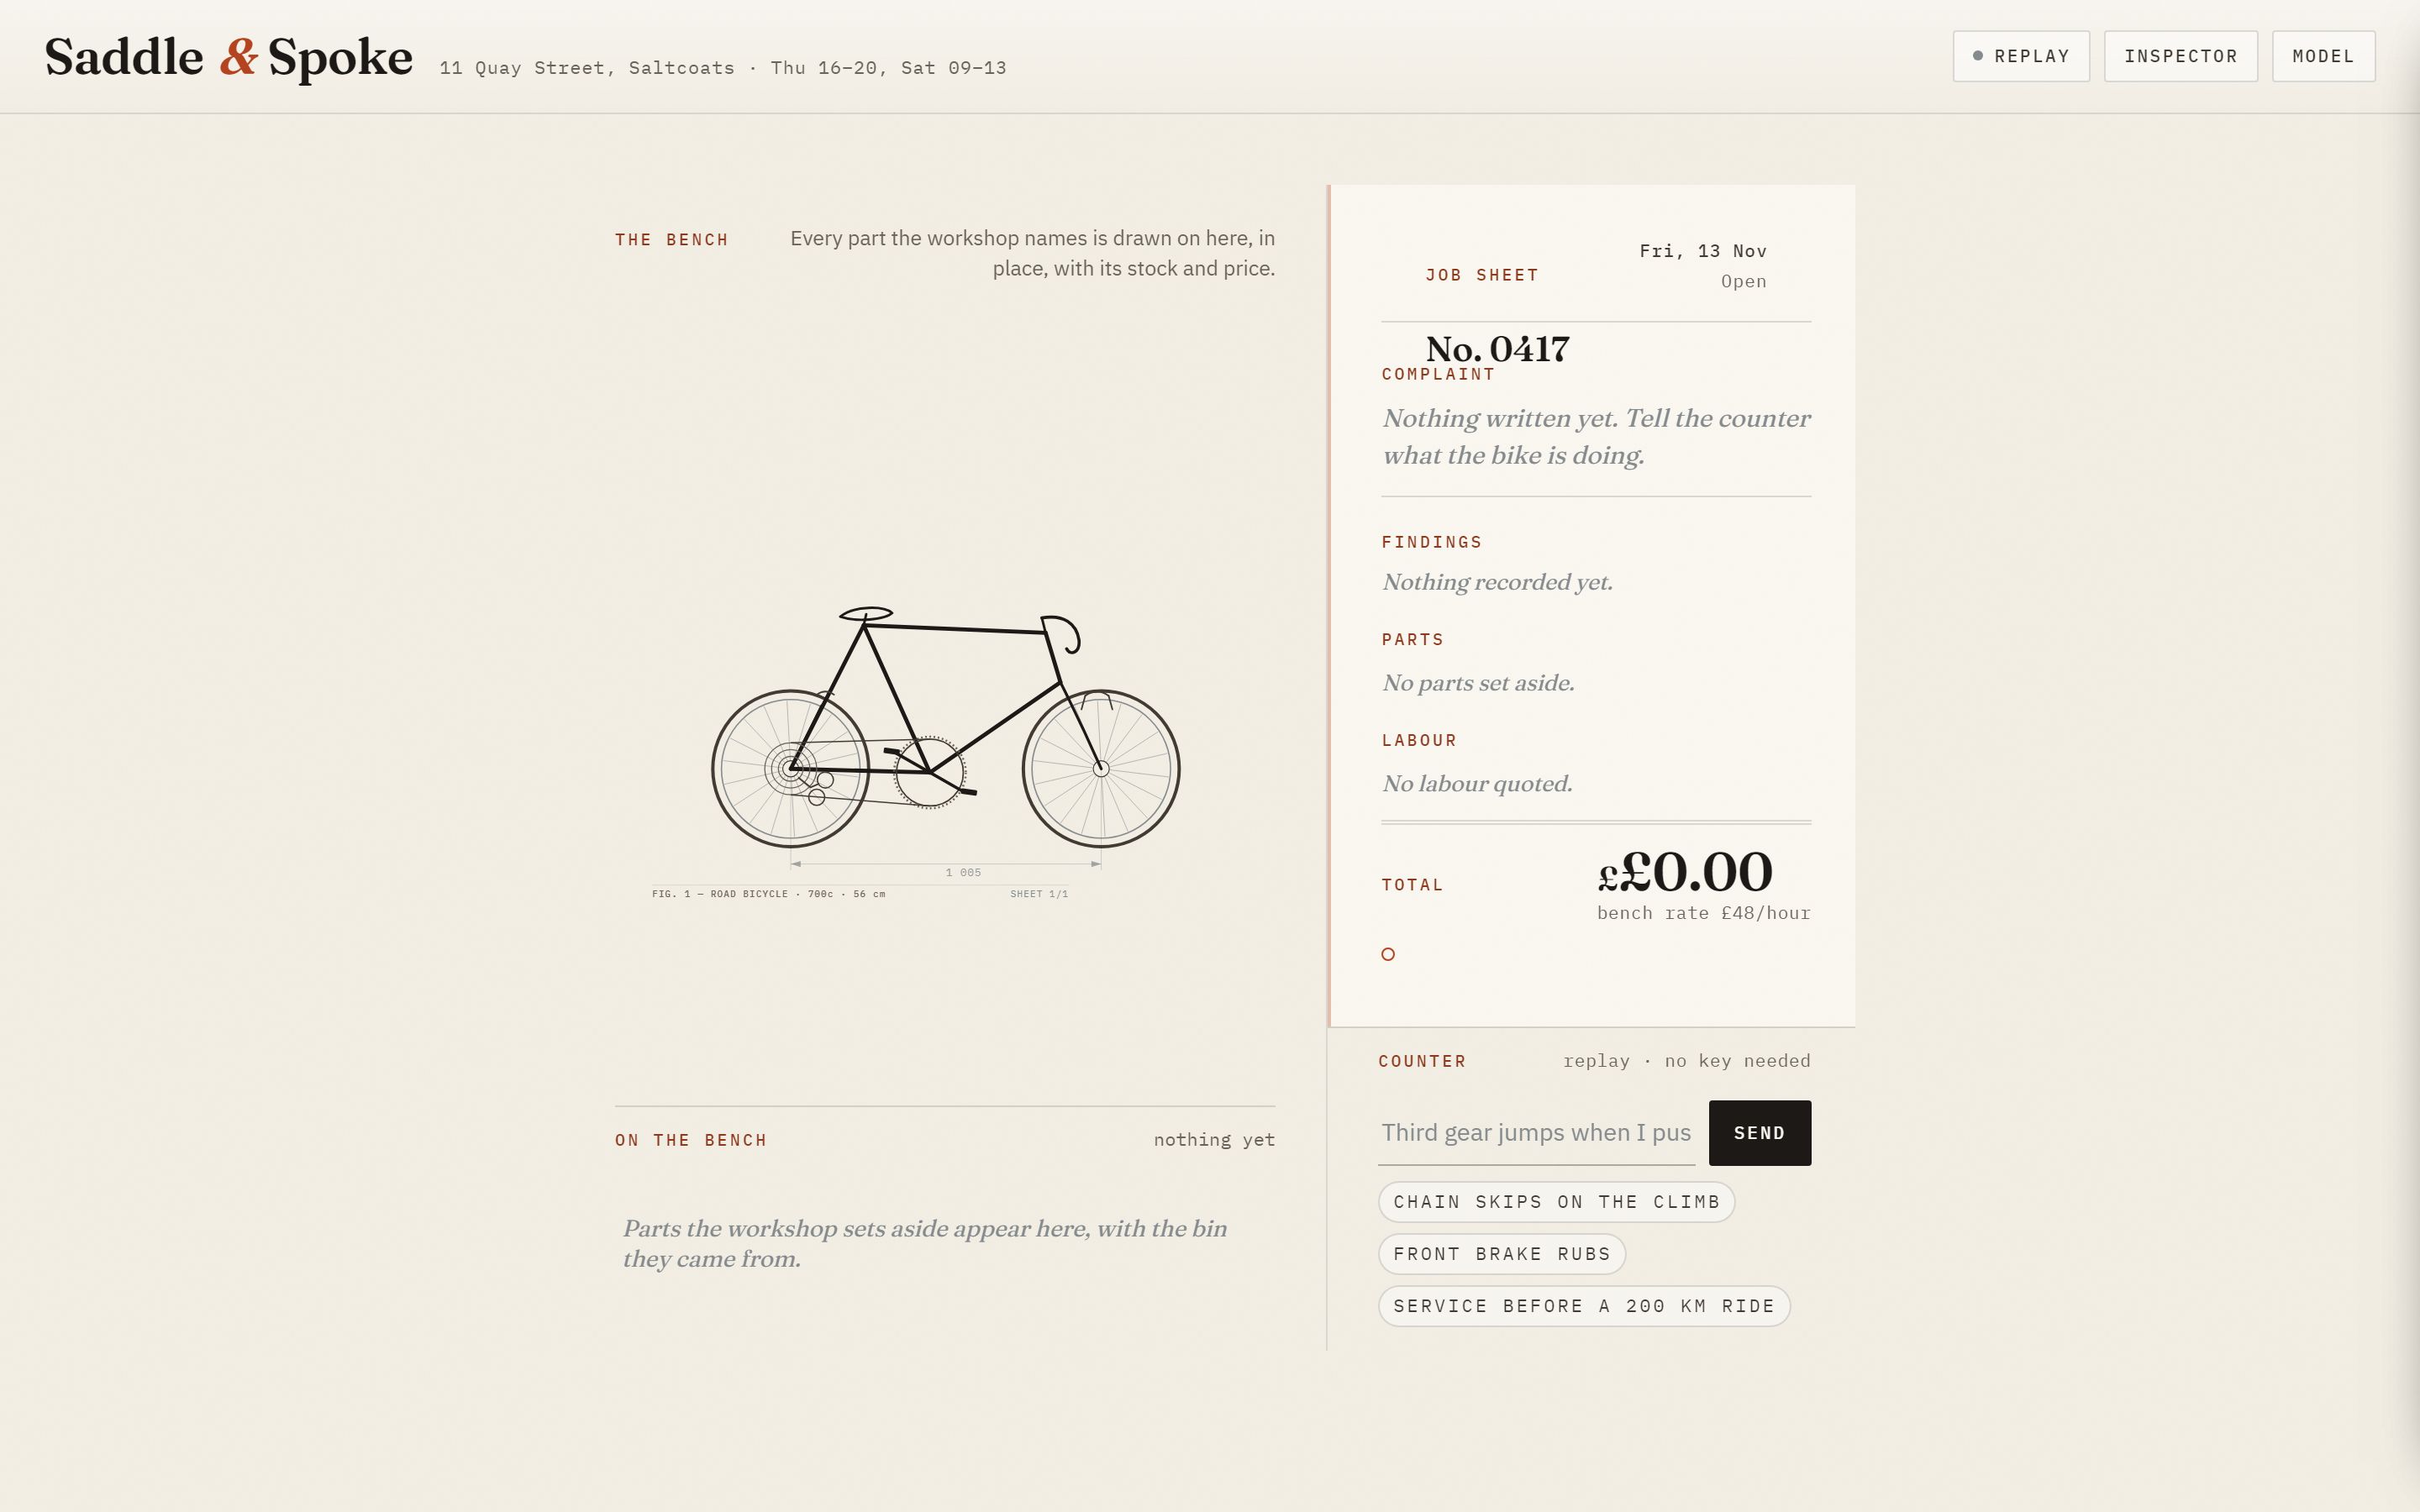 Saddle & Spoke
11 Quay Street, Saltcoats · Thu 16–20, Sat 09–13
REPLAY
INSPECTOR
MODEL
THE BENCH
Every part the workshop names is drawn on here, in
place, with its stock and price.
1 005
FIG. 1 — ROAD BICYCLE · 700c · 56 cm
SHEET 1/1
ON THE BENCH
nothing yet
Parts the workshop sets aside appear here, with the bin
they came from.
JOB SHEET
Fri, 13 Nov
Open
No. 0417
COMPLAINT
Nothing written yet. Tell the counter
what the bike is doing.
FINDINGS
Nothing recorded yet.
PARTS
No parts set aside.
LABOUR
No labour quoted.
TOTAL
££0.00
bench rate £48/hour
COUNTER
replay · no key needed
Third gear jumps when I pus
SEND
CHAIN SKIPS ON THE CLIMB
FRONT BRAKE RUBS
SERVICE BEFORE A 200 KM RIDE